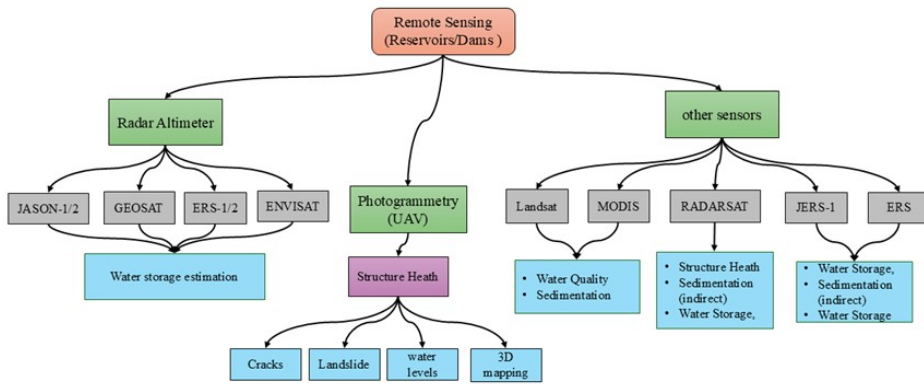 Remote Sensing
(Reservoirs/Dams )
Radar Altimeter
other sensors
JASON-1/2
GEOSAT
ERS-1/2
ENVISAT
Photogrammetry
(UAV)
Landsat
MODIS
RADARSAT
JERS-1
ERS
Water storage estimation
Structure Heath
• Water Quality
• Sedimentation
• Structure Heath
• Sedimentation
(indirect)
• Water Storage,
• Water Storage,
• Sedimentation
(indirect)
• Water Storage
Cracks
Landslide
water
levels
3D
mapping